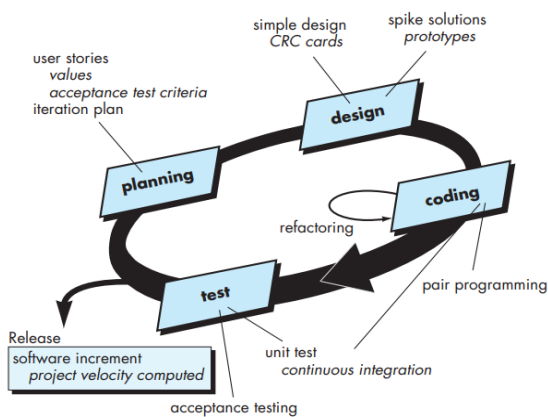 simple design
CRC cards
spike solutions
prototypes
user stories
values
acceptance test criteria
iteration plan
design
planning
coding
refactoring
pair programming
test
Release
software increment
project velocity computed
unit test
continuous integration
acceptance testing